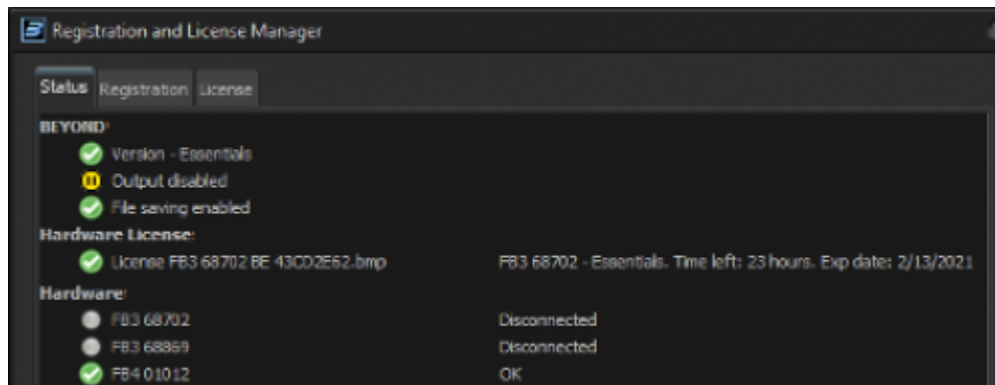 Registration and License Manager
Status Registration License
BEYOND:
Version - Essentials
Output disabled
File saving enabled
Hardware License:
License FB3 68702 BE 43CD2E62.bmp FB3 68702 - Essentials. Time left: 23 hours. Exp date: 2/13/2021
Hardware:
FB3 68702 Disconnected
FB3 68869 Disconnected
FB4 01012 OK